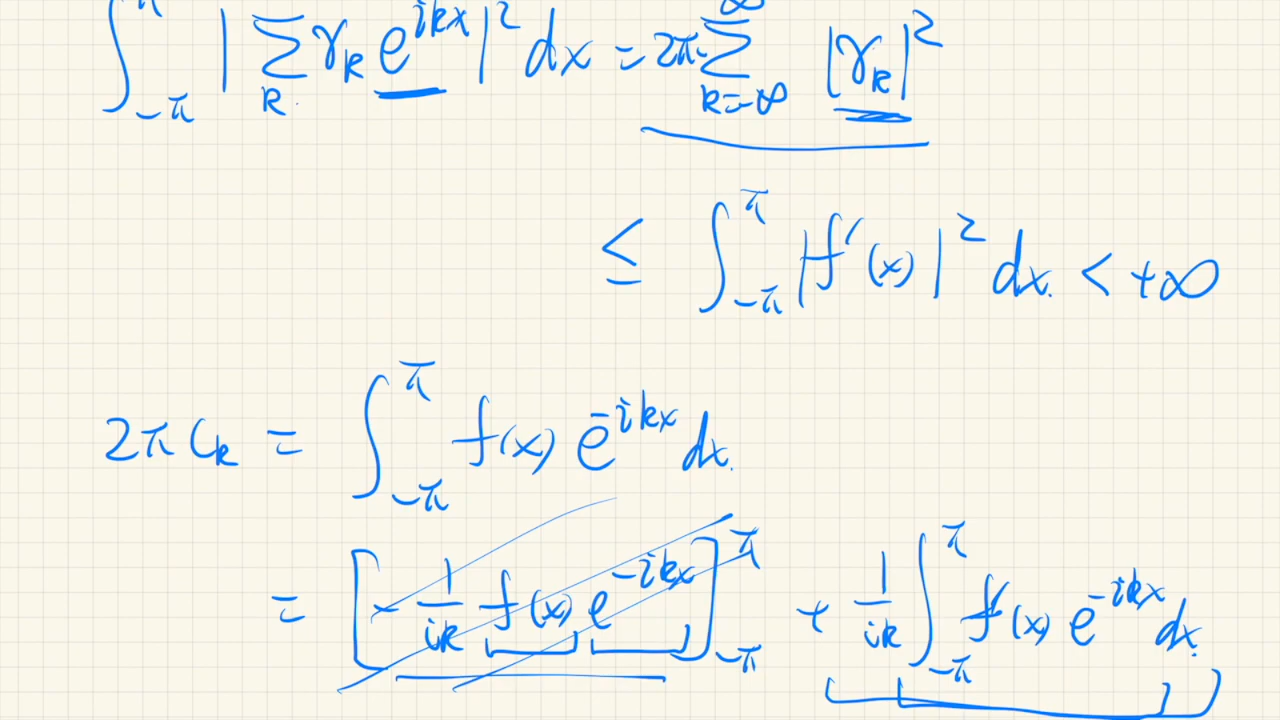 ∫_{-π}^{π} | ∑_k γ_k e^{ikx} |² dx = 2π ∑_{k=-∞}^{∞} |γ_k|²
≤ ∫_{-π}^{π} |f′(x)|² dx. < +∞
2π c_k = ∫_{-π}^{π} f(x) e^{-ikx} dx.
= [ - 1/(ik) f(x) e^{-ikx} ]_{-π}^{π} + 1/(ik) ∫_{-π}^{π} f′(x) e^{-ikx} dx.